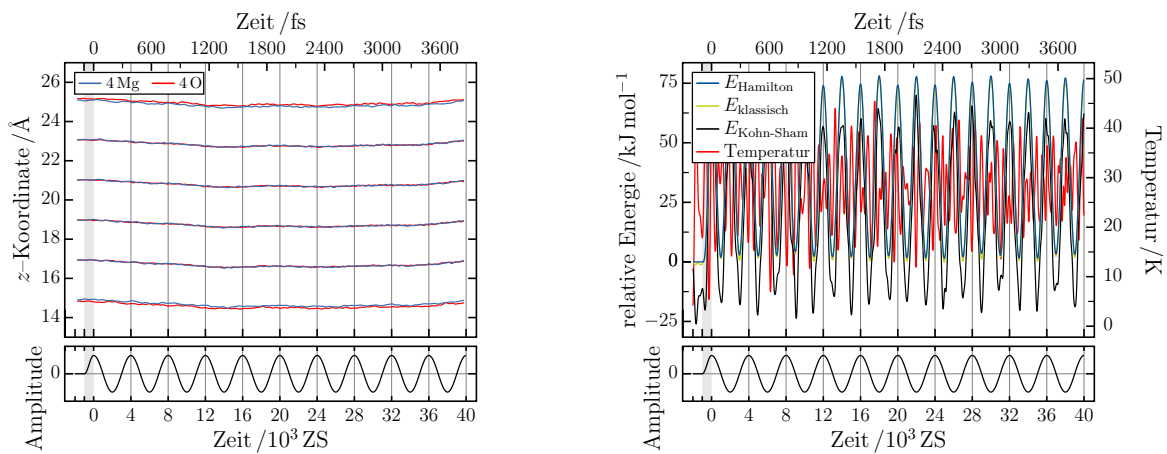 Zeit /fs
0 600 1200 1800 2400 3000 3600
26
24
22
20
18
16
14
z–Koordinate /Å
4 Mg 4 O
0
Amplitude
0 4 8 12 16 20 24 28 32 36 40
Zeit /10³ ZS
Zeit /fs
0 600 1200 1800 2400 3000 3600
75
50
25
0
−25
relative Energie /kJ mol⁻¹
E_Hamilton
E_klassisch
E_Kohn-Sham
Temperatur
50
40
30
20
10
0
Temperatur /K
0
Amplitude
0 4 8 12 16 20 24 28 32 36 40
Zeit /10³ ZS